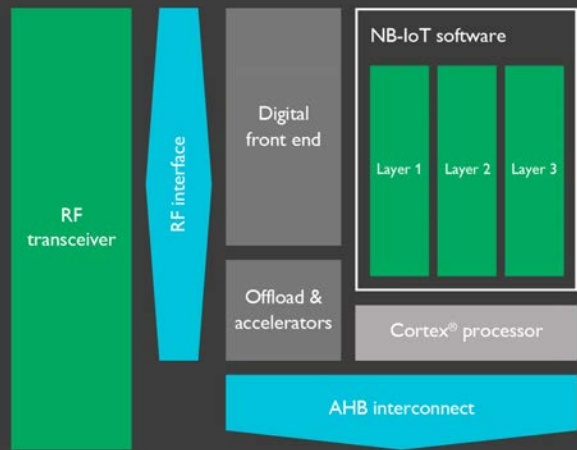 RF
transceiver
RF interface
Digital
front end
Offload &
accelerators
NB-IoT software
Layer 1
Layer 2
Layer 3
Cortex® processor
AHB interconnect